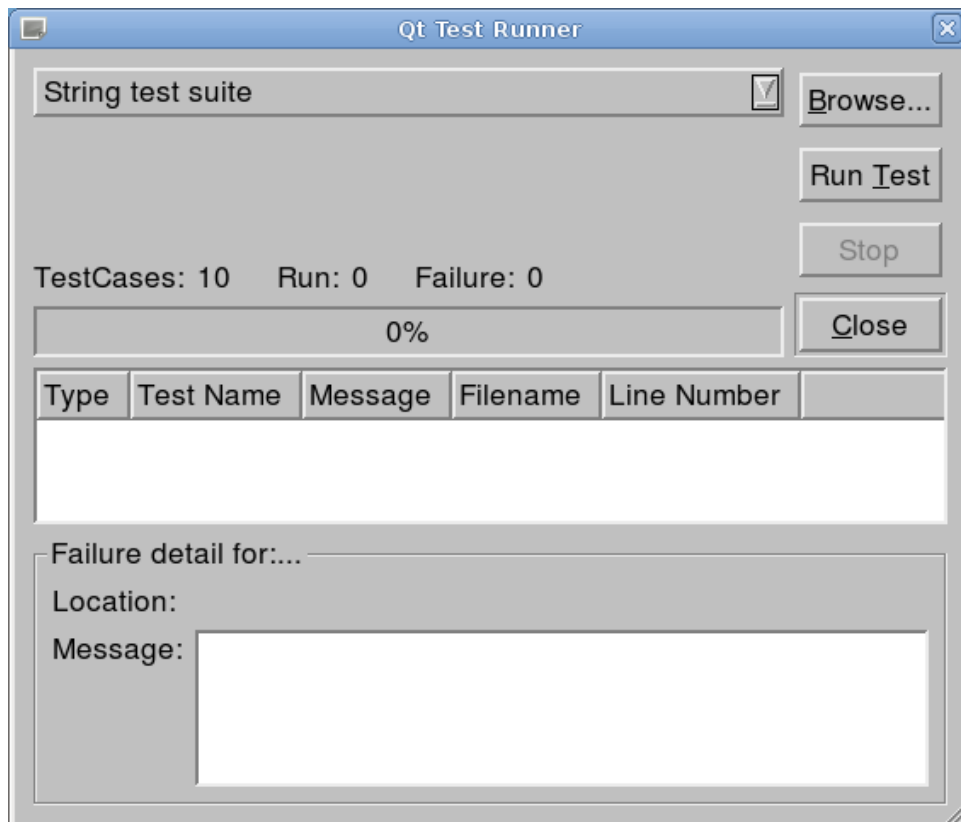 Qt Test Runner
String test suite
Browse...
Run Test
Stop
TestCases: 10 Run: 0 Failure: 0
0%
Close
Type Test Name Message Filename Line Number
Failure detail for:...
Location:
Message: